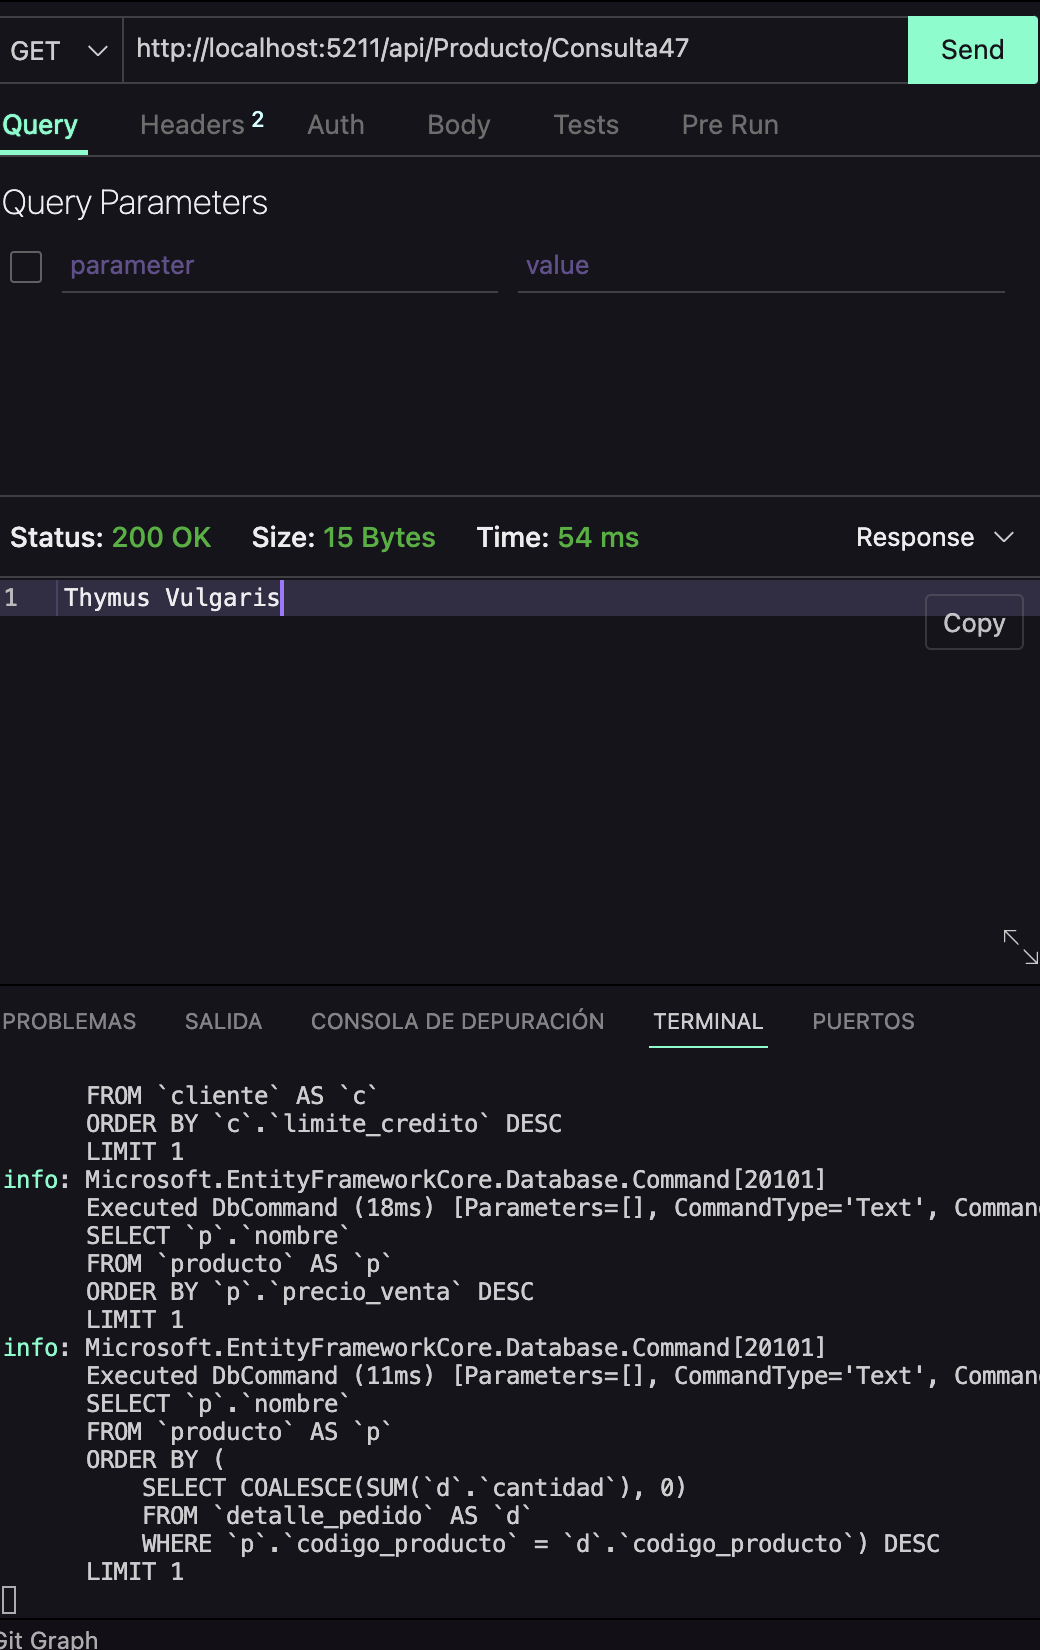 GET http://localhost:5211/api/Producto/Consulta47 Send
Query Headers 2 Auth Body Tests Pre Run
Query Parameters
parameter value
Status: 200 OK Size: 15 Bytes Time: 54 ms Response
1 Thymus Vulgaris
Copy
PROBLEMAS SALIDA CONSOLA DE DEPURACIÓN TERMINAL PUERTOS
FROM `cliente` AS `c`
ORDER BY `c`.`limite_credito` DESC
LIMIT 1
info: Microsoft.EntityFrameworkCore.Database.Command[20101]
Executed DbCommand (18ms) [Parameters=[], CommandType='Text', Comman
SELECT `p`.`nombre`
FROM `producto` AS `p`
ORDER BY `p`.`precio_venta` DESC
LIMIT 1
info: Microsoft.EntityFrameworkCore.Database.Command[20101]
Executed DbCommand (11ms) [Parameters=[], CommandType='Text', Comman
SELECT `p`.`nombre`
FROM `producto` AS `p`
ORDER BY (
SELECT COALESCE(SUM(`d`.`cantidad`), 0)
FROM `detalle_pedido` AS `d`
WHERE `p`.`codigo_producto` = `d`.`codigo_producto`) DESC
LIMIT 1
Git Graph